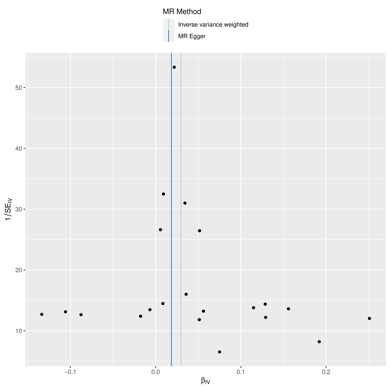 MR Method
Inverse variance weighted
MR Egger
50
40
30
20
10
1/SE_IV
−0.1
0.0
0.1
0.2
β_IV